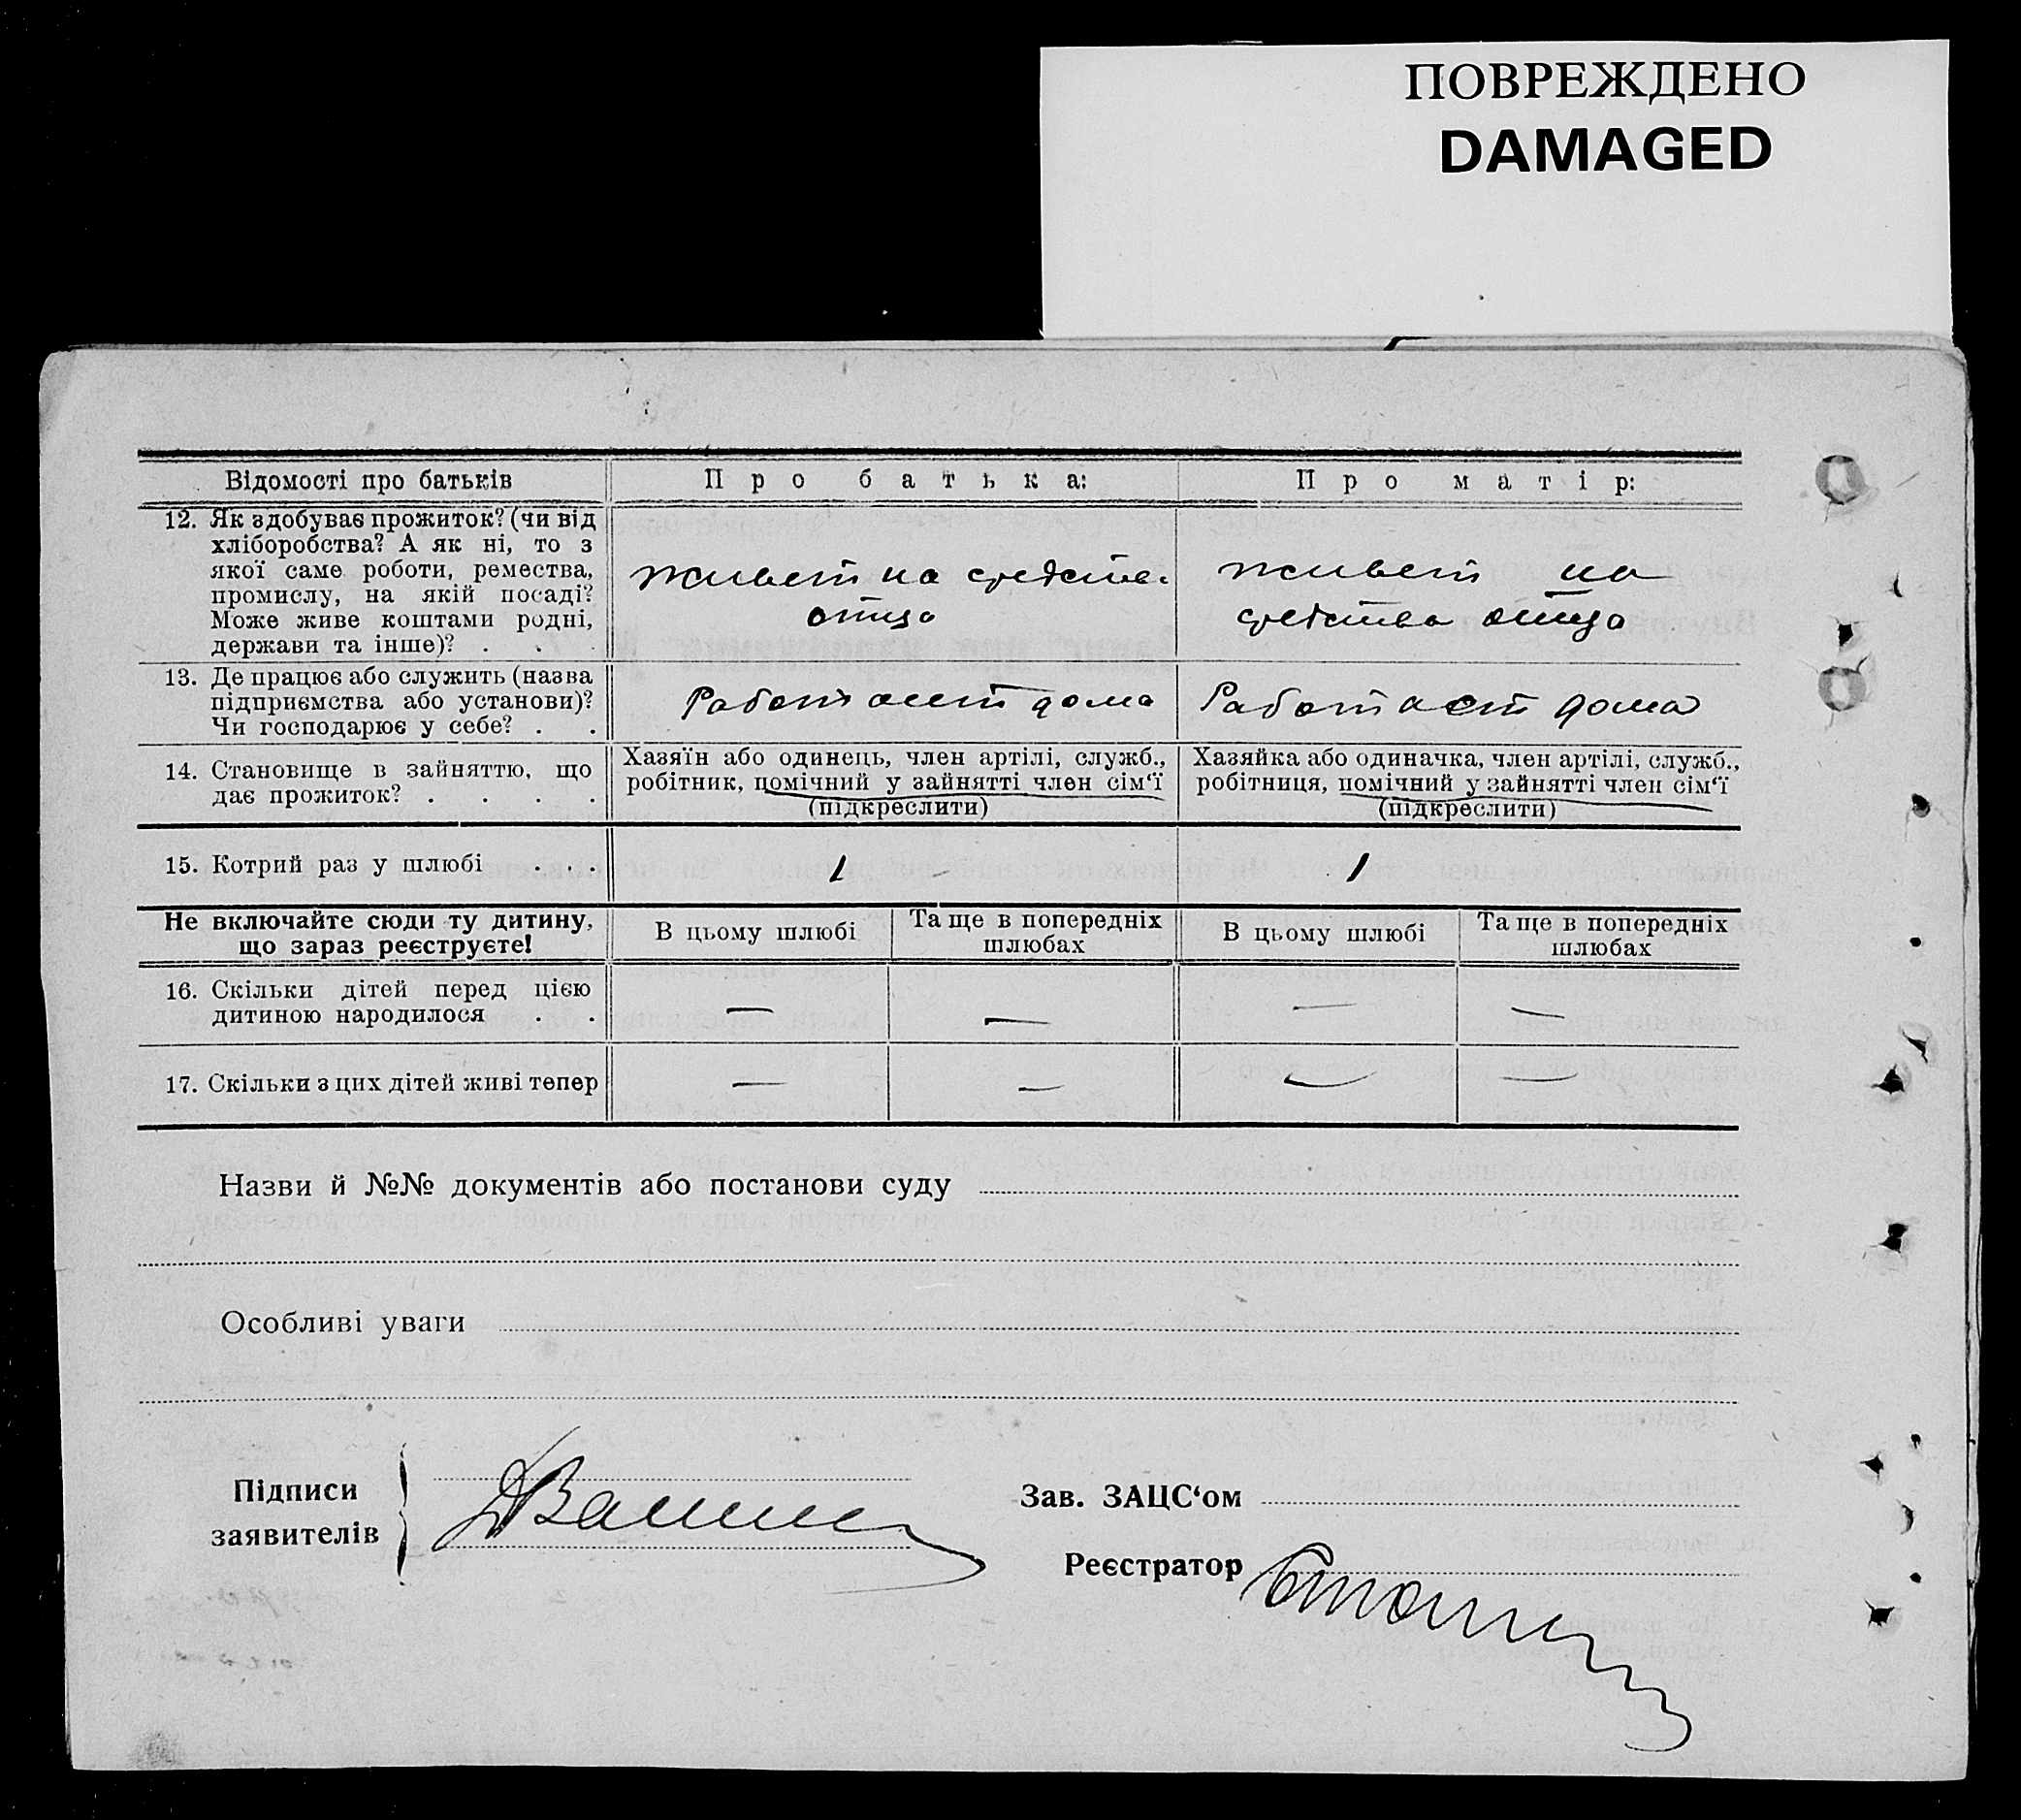 ПОВРЕЖДЕНО
DAMAGED
Відомості про батьків
Про батька:
Про матір:
12. Як здобуває прожиток? (чи від
хліборобства? А як ні, то з
якої саме роботи, ремества,
промислу, на якій посаді?
Може живе коштами родні,
держави та інше)? . . .
живет на средства
отца
живет на
средства отца
13. Де працює або служить (назва
підприємства або установи)?
Чи господарює у себе? . .
Работает дома
Работает дома
14. Становище в зайняттю, що
дає прожиток? . . . .
Хазяїн або одинець, член артілі, служб.,
робітник, помічний у зайнятті член сім‘ї
(підкреслити)
Хазяйка або одиначка, член артілі, служб.,
робітниця, помічний у зайнятті член сім‘ї
(підкреслити)
15. Котрий раз у шлюбі . . .
1
1
Не включайте сюди ту дитину,
що зараз реєструєте!
В цьому шлюбі
Та ще в попередніх
шлюбах
В цьому шлюбі
Та ще в попередніх
шлюбах
16. Скільки дітей перед цією
дитиною народилося . .
— — — —
17. Скільки з цих дітей живі тепер
— — — —
Назви й №№ документів або постанови суду
Особливі уваги
Підписи
заявителів
Зав. ЗАЦС‘ом
Реєстратор